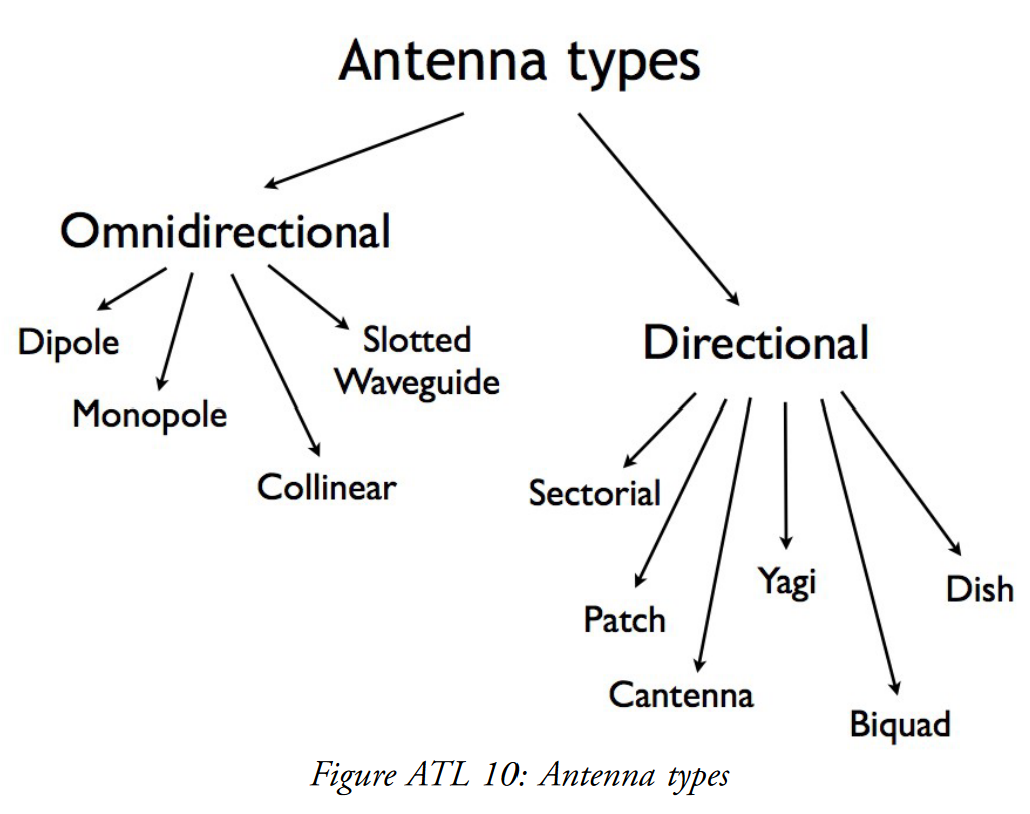 Antenna types
Omnidirectional
Dipole
Monopole
Collinear
Slotted
Waveguide
Directional
Sectorial
Patch
Cantenna
Yagi
Biquad
Dish
Figure ATL 10: Antenna types